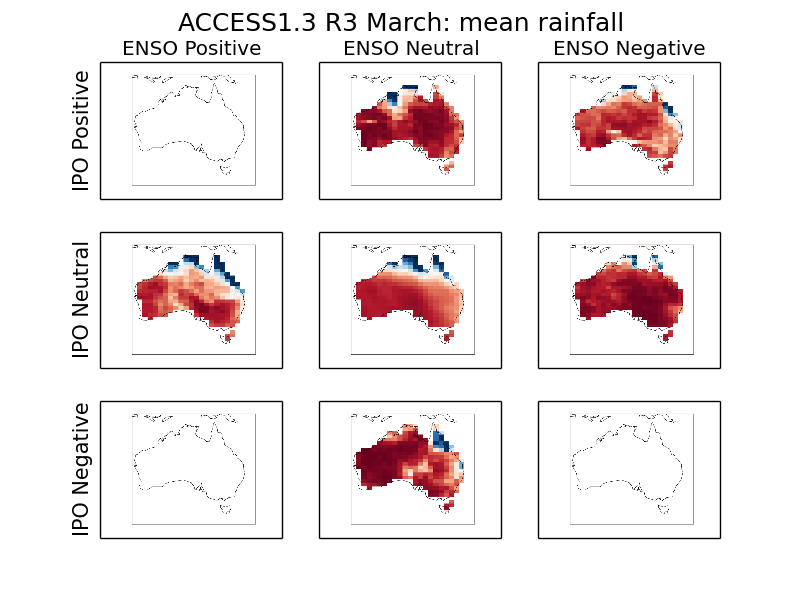 ACCESS1.3 R3 March: mean rainfall
ENSO Positive
ENSO Neutral
ENSO Negative
IPO Positive
IPO Neutral
IPO Negative